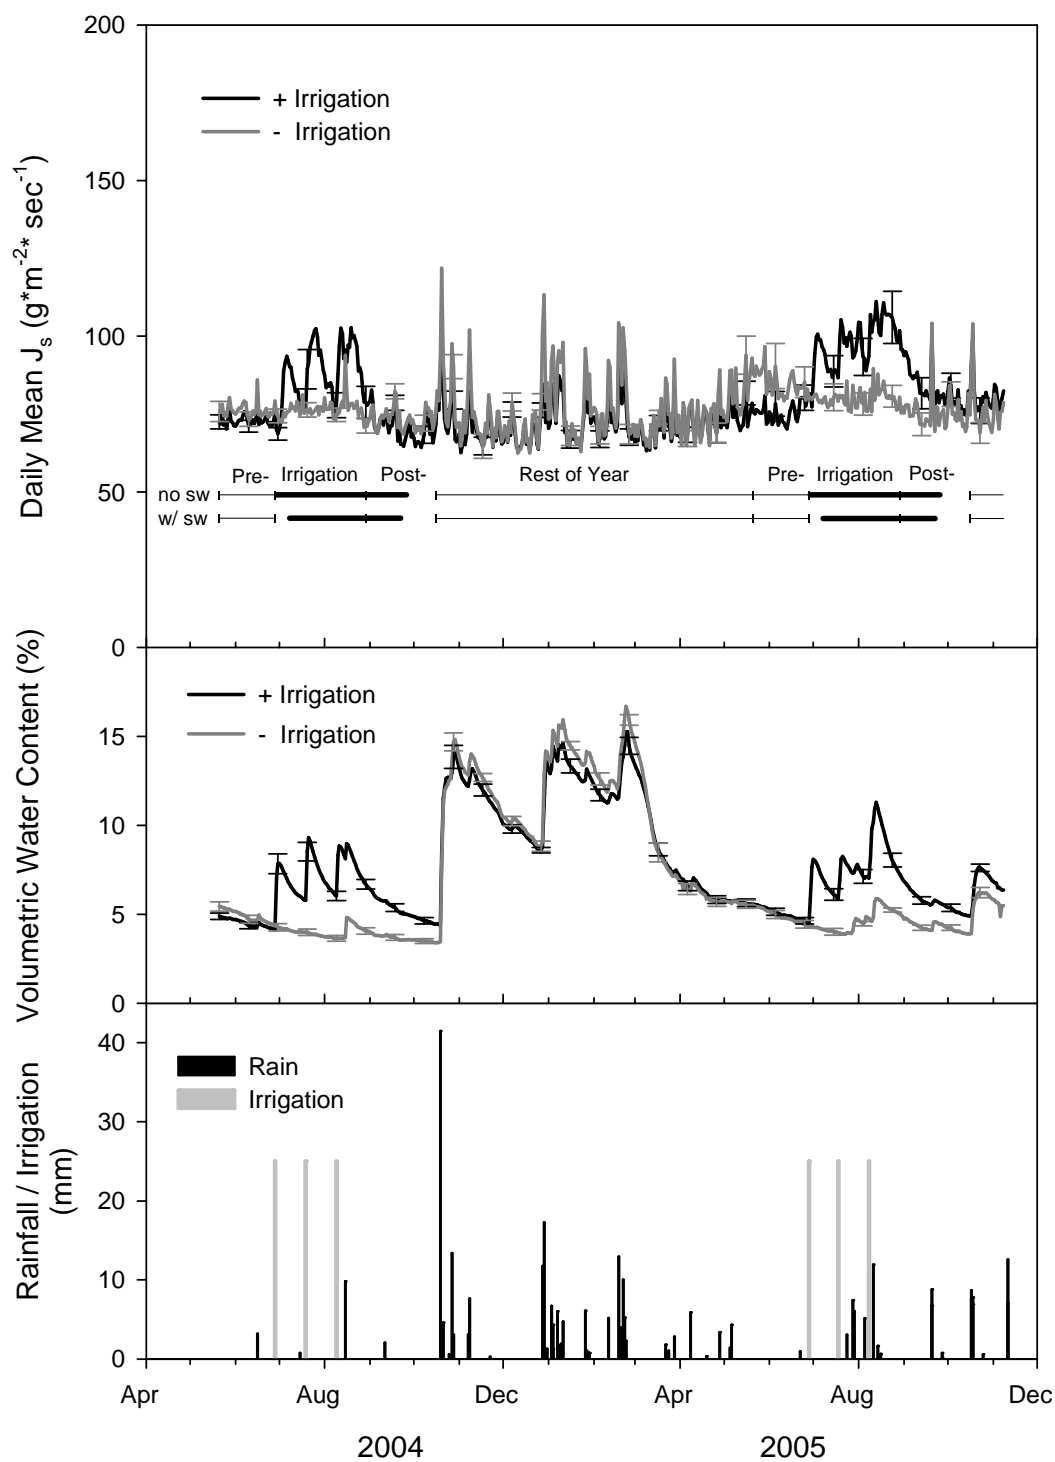 200
150
100
50
0
Daily Mean Js (g*m-2* sec-1)
+ Irrigation
- Irrigation
Pre- Irrigation Post- Rest of Year Pre- Irrigation Post-
no sw
w/ sw
15
10
5
0
Volumetric Water Content (%)
+ Irrigation
- Irrigation
40
30
20
10
0
Rainfall / Irrigation
(mm)
Rain
Irrigation
Apr Aug Dec Apr Aug Dec
2004 2005